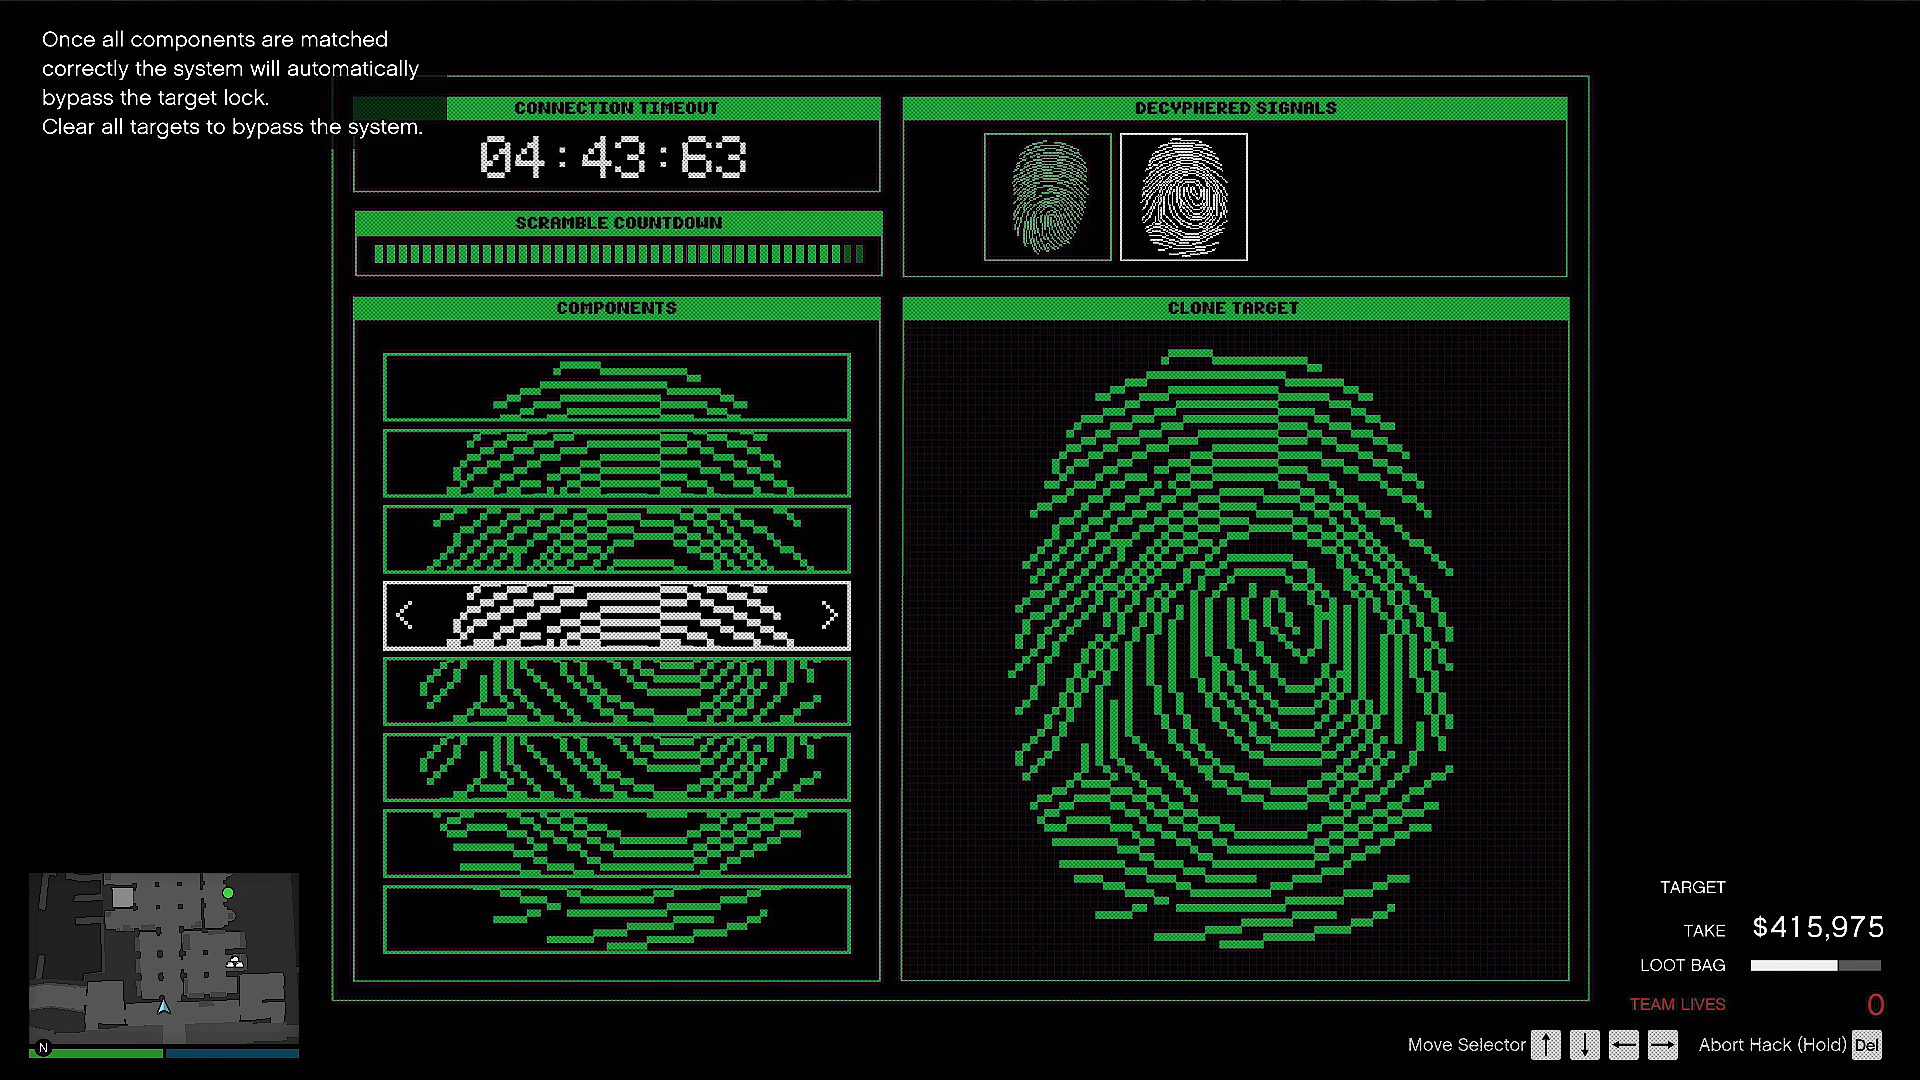 Once all components are matched
correctly the system will automatically
bypass the target lock.
Clear all targets to bypass the system.
CONNECTION TIMEOUT
04:43:63
SCRAMBLE COUNTDOWN
DECYPHERED SIGNALS
COMPONENTS
CLONE TARGET
TARGET
TAKE $415,975
LOOT BAG
TEAM LIVES 0
N
Move Selector ↑ ↓ ← → Abort Hack (Hold) Del